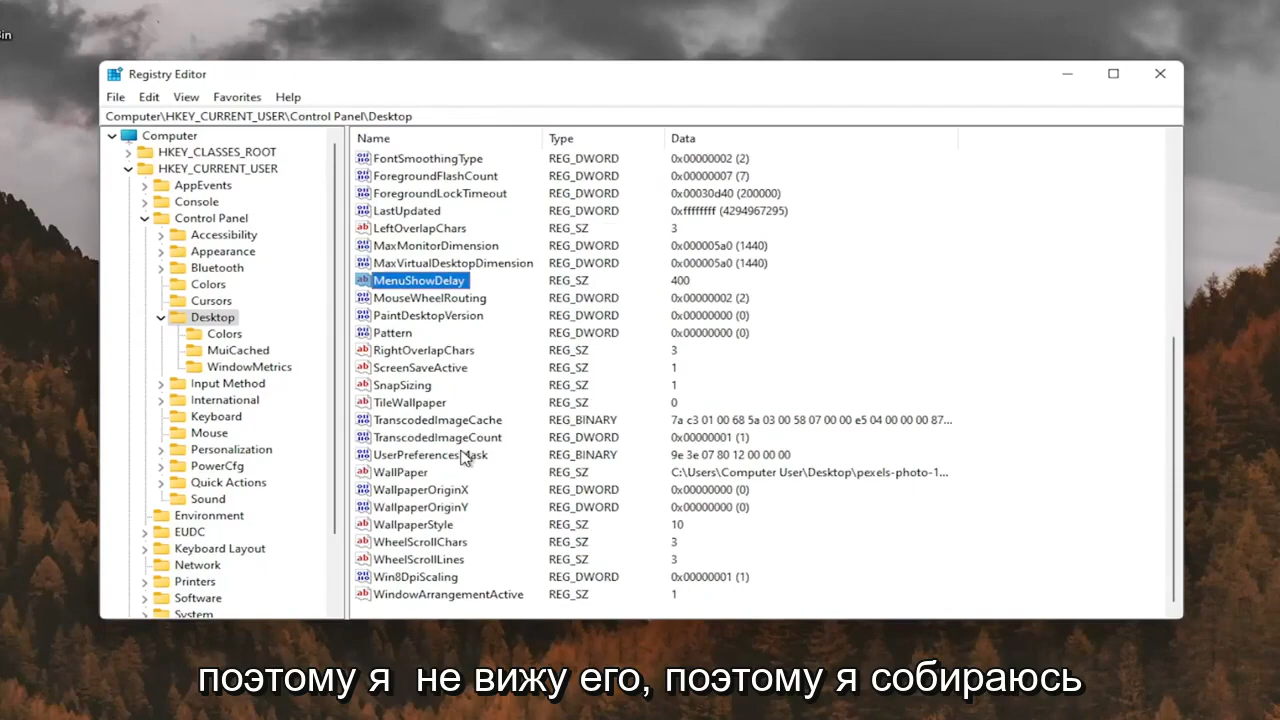 in
Registry Editor
File Edit View Favorites Help
Computer\HKEY_CURRENT_USER\Control Panel\Desktop
Computer
HKEY_CLASSES_ROOT
HKEY_CURRENT_USER
AppEvents
Console
Control Panel
Accessibility
Appearance
Bluetooth
Colors
Cursors
Desktop
Colors
MuiCached
WindowMetrics
Input Method
International
Keyboard
Mouse
Personalization
PowerCfg
Quick Actions
Sound
Environment
EUDC
Keyboard Layout
Network
Printers
Software
System
Name Type Data
FontSmoothingType REG_DWORD 0x00000002 (2)
ForegroundFlashCount REG_DWORD 0x00000007 (7)
ForegroundLockTimeout REG_DWORD 0x00030d40 (200000)
LastUpdated REG_DWORD 0xffffffff (4294967295)
LeftOverlapChars REG_SZ 3
MaxMonitorDimension REG_DWORD 0x000005a0 (1440)
MaxVirtualDesktopDimension REG_DWORD 0x000005a0 (1440)
MenuShowDelay REG_SZ 400
MouseWheelRouting REG_DWORD 0x00000002 (2)
PaintDesktopVersion REG_DWORD 0x00000000 (0)
Pattern REG_DWORD 0x00000000 (0)
RightOverlapChars REG_SZ 3
ScreenSaveActive REG_SZ 1
SnapSizing REG_SZ 1
TileWallpaper REG_SZ 0
TranscodedImageCache REG_BINARY 7a c3 01 00 68 5a 03 00 58 07 00 00 e5 04 00 00 00 87...
TranscodedImageCount REG_DWORD 0x00000001 (1)
UserPreferencesMask REG_BINARY 9e 3e 07 80 12 00 00 00
WallPaper REG_SZ C:\Users\Computer User\Desktop\pexels-photo-1...
WallpaperOriginX REG_DWORD 0x00000000 (0)
WallpaperOriginY REG_DWORD 0x00000000 (0)
WallpaperStyle REG_SZ 10
WheelScrollChars REG_SZ 3
WheelScrollLines REG_SZ 3
Win8DpiScaling REG_DWORD 0x00000001 (1)
WindowArrangementActive REG_SZ 1
поэтому я не вижу его, поэтому я собираюсь